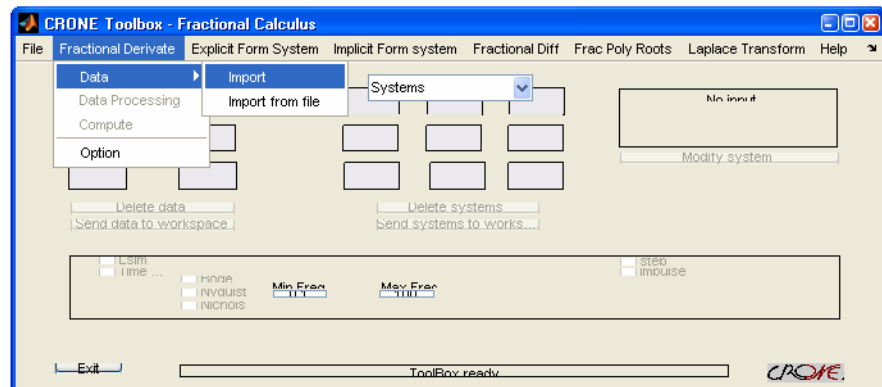 CRONE Toolbox - Fractional Calculus
File Fractional Derivate Explicit Form System Implicit Form system Fractional Diff Frac Poly Roots Laplace Transform Help
Data Import
Systems
Data Processing Import from file
No input
Compute
Option
Modify system
Delete data Delete systems
Send data to workspace Send systems to works...
Lsim step
Time ... impulse
Bode
Min Freq Max Freq
Nyquist 0.1 100
Nichols
Exit ToolBox ready
CRONE